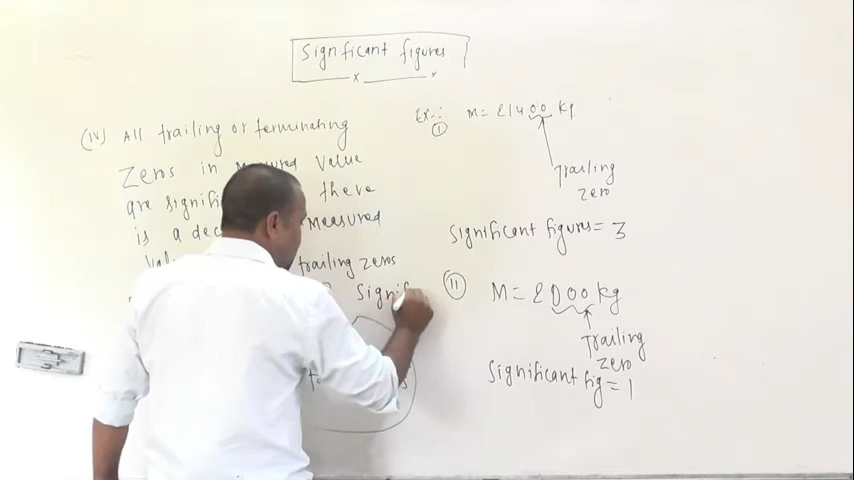 Significant figures
(IV) All trailing or terminating
Zeros in Measured Value
are signifi there
is a dec Measured
trailing zeros
Signif
Ex:- (I) M = 21400 kg
Trailing
zero
Significant figures = 3
(II) M = 2000 kg
Trailing
zero
Significant fig = 1